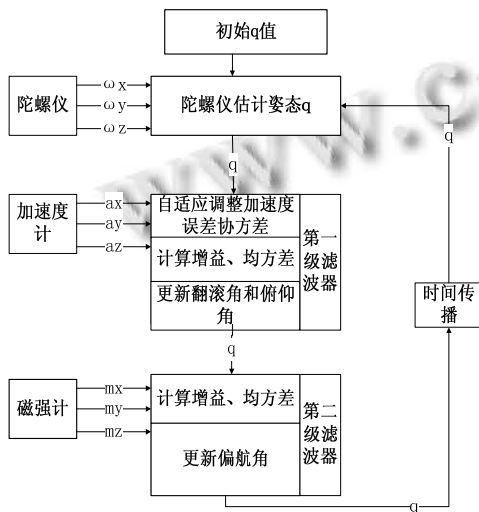 初始q值
陀螺仪
ωx
ωy
ωz
陀螺仪估计姿态q
q
q
加速度
计
ax
ay
az
自适应调整加速度
误差协方差
计算增益、均方差
更新翻滚角和俯仰
角
第一
级滤
波器
时间传
播
q
磁强计
mx
my
mz
计算增益、均方差
更新偏航角
第二
级滤
波器
q
www.c